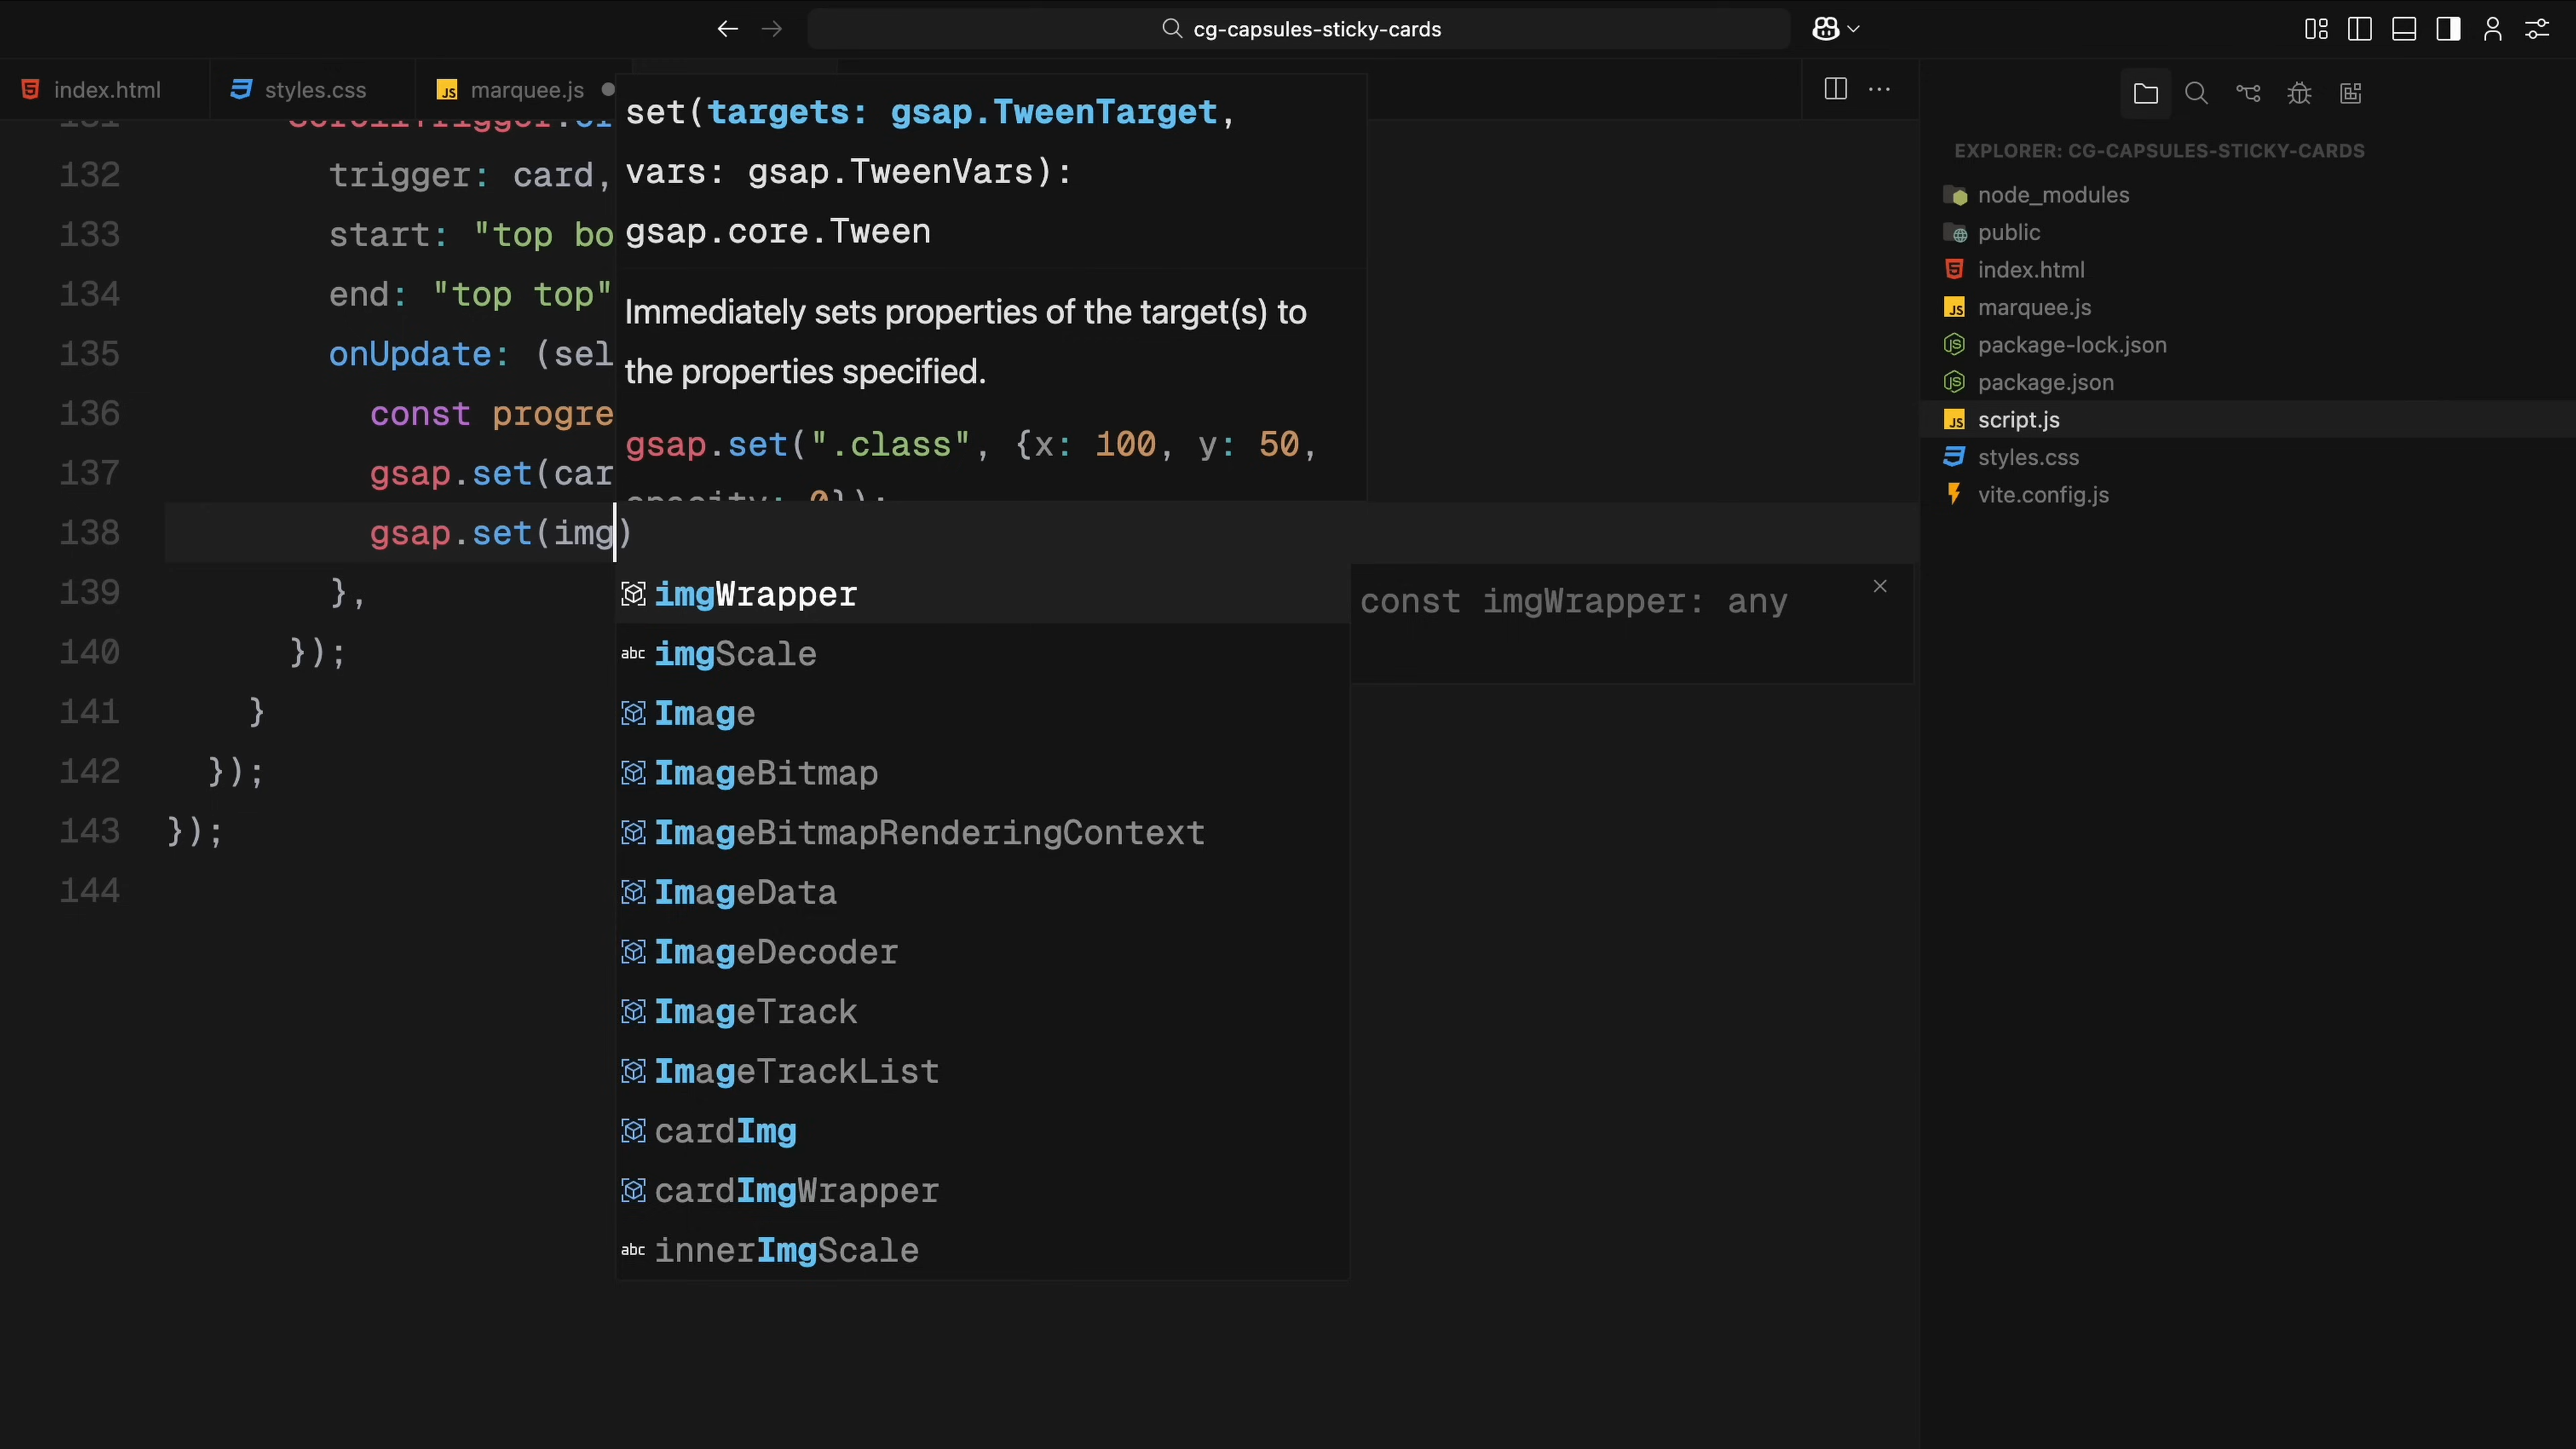 cg-capsules-sticky-cards
index.html
styles.css
marquee.js
132 trigger: card,
133 start: "top bo
134 end: "top top"
135 onUpdate: (sel
136 const progre
137 gsap.set(car
138 gsap.set(img)
139 },
140 });
141 }
142 });
143 });
144
set(targets: gsap.TweenTarget,
vars: gsap.TweenVars):
gsap.core.Tween
Immediately sets properties of the target(s) to
the properties specified.
gsap.set(".class", {x: 100, y: 50,
opacity: 0});
imgWrapper
abc imgScale
Image
ImageBitmap
ImageBitmapRenderingContext
ImageData
ImageDecoder
ImageTrack
ImageTrackList
cardImg
cardImgWrapper
abc innerImgScale
const imgWrapper: any
EXPLORER: CG-CAPSULES-STICKY-CARDS
node_modules
public
index.html
marquee.js
package-lock.json
package.json
script.js
styles.css
vite.config.js